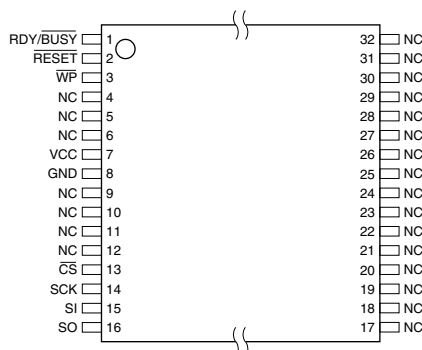 RDY/BUSY 1 32 NC
RESET 2 31 NC
WP 3 30 NC
NC 4 29 NC
NC 5 28 NC
NC 6 27 NC
VCC 7 26 NC
GND 8 25 NC
NC 9 24 NC
NC 10 23 NC
NC 11 22 NC
NC 12 21 NC
CS 13 20 NC
SCK 14 19 NC
SI 15 18 NC
SO 16 17 NC